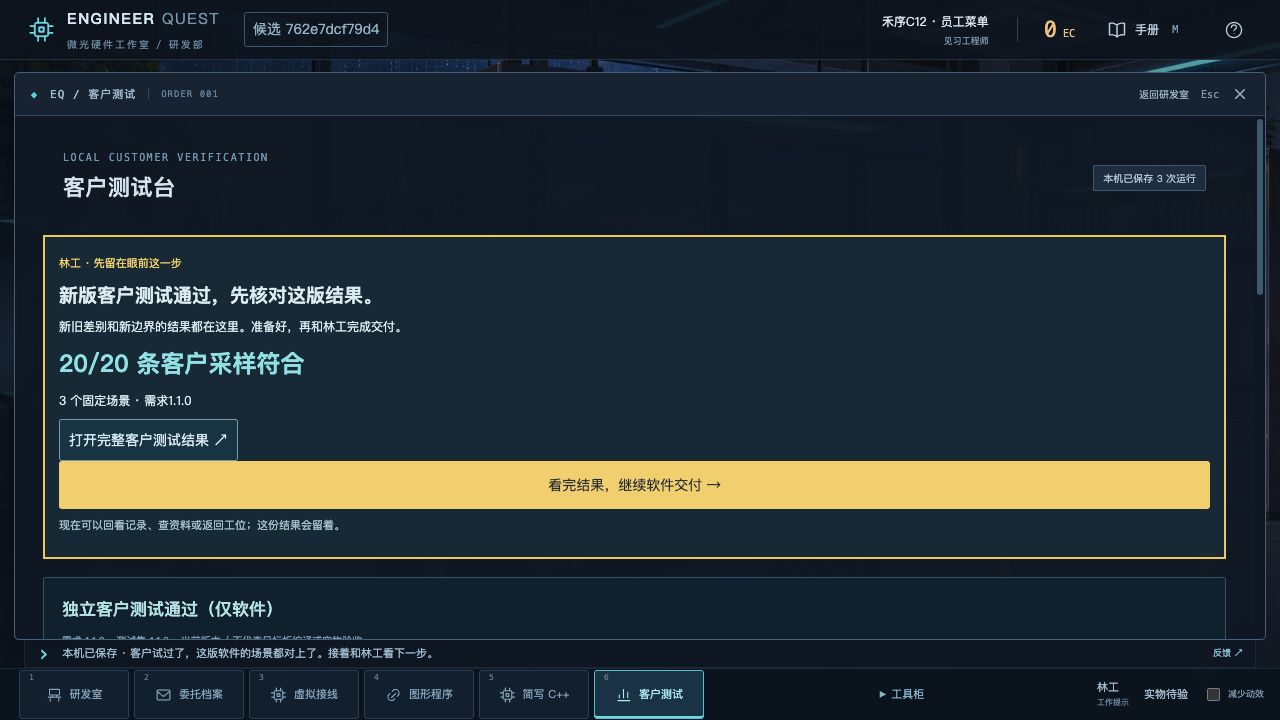 ENGINEER QUEST
微光硬件工作室 / 研发部
候选 762e7dcf79d4
禾序C12 · 员工菜单
见习工程师
0 EC
手册 M
EQ / 客户测试
ORDER 001
返回研发室 Esc
LOCAL CUSTOMER VERIFICATION
客户测试台
本机已保存 3 次运行
林工 · 先留在眼前这一步
新版客户测试通过，先核对这版结果。
新旧差别和新边界的结果都在这里。准备好，再和林工完成交付。
20/20 条客户采样符合
3 个固定场景 · 需求1.1.0
打开完整客户测试结果 ↗
看完结果，继续软件交付 →
现在可以回看记录、查资料或返回工位；这份结果会留着。
独立客户测试通过（仅软件）
本机已保存 · 客户试过了，这版软件的场景都对上了。接着和林工看下一步。
反馈 ↗
1 研发室
2 委托档案
3 虚拟接线
4 图形程序
5 简写 C++
6 客户测试
工具柜
林工
工作提示
实物待验
减少动效